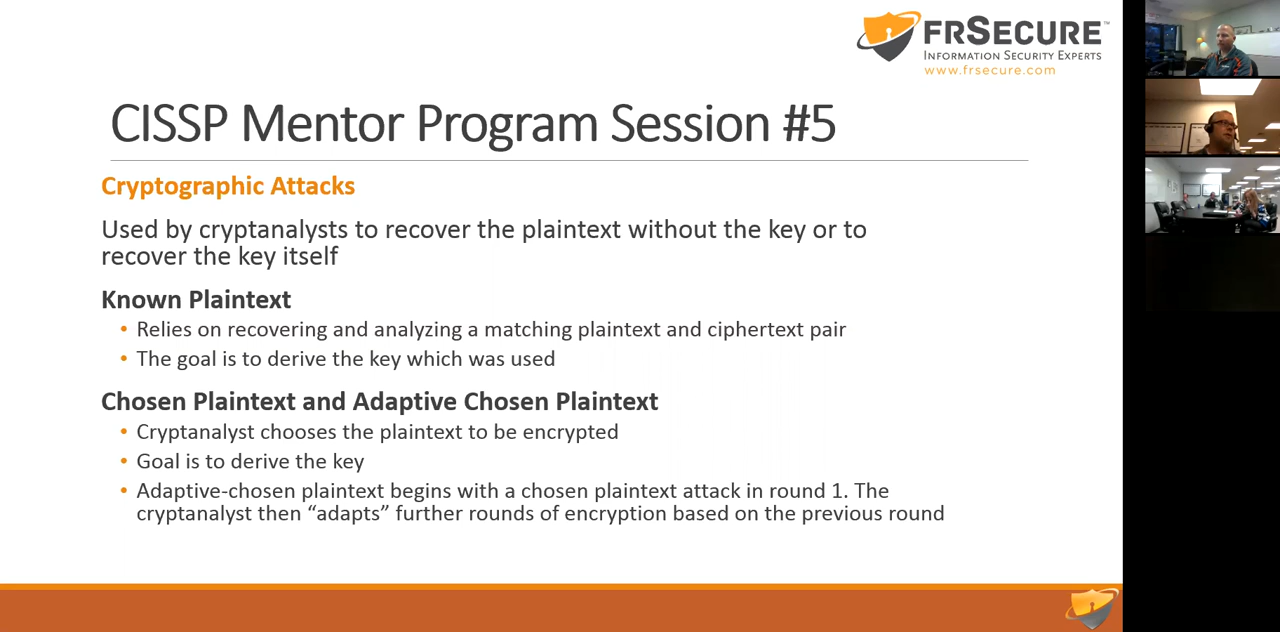 FRSECURE™
INFORMATION SECURITY EXPERTS
www.frsecure.com
CISSP Mentor Program Session #5
Cryptographic Attacks
Used by cryptanalysts to recover the plaintext without the key or to
recover the key itself
Known Plaintext
• Relies on recovering and analyzing a matching plaintext and ciphertext pair
• The goal is to derive the key which was used
Chosen Plaintext and Adaptive Chosen Plaintext
• Cryptanalyst chooses the plaintext to be encrypted
• Goal is to derive the key
• Adaptive-chosen plaintext begins with a chosen plaintext attack in round 1. The
cryptanalyst then “adapts” further rounds of encryption based on the previous round